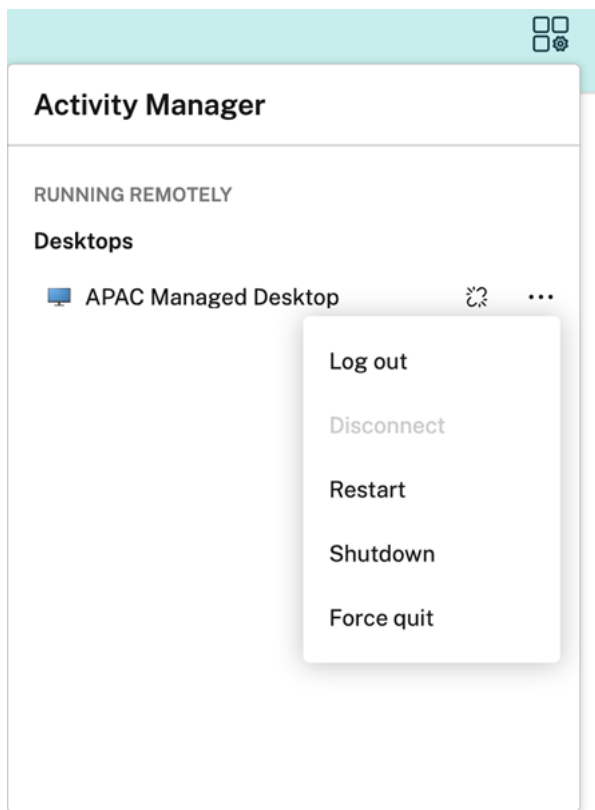 Activity Manager
RUNNING REMOTELY
Desktops
APAC Managed Desktop
Log out
Disconnect
Restart
Shutdown
Force quit